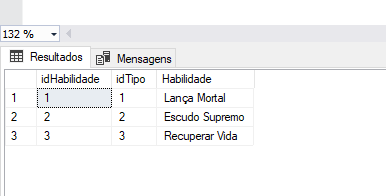 132 %
Resultados Mensagens
idHabilidade idTipo Habilidade
1 1 1 Lança Mortal
2 2 2 Escudo Supremo
3 3 3 Recuperar Vida